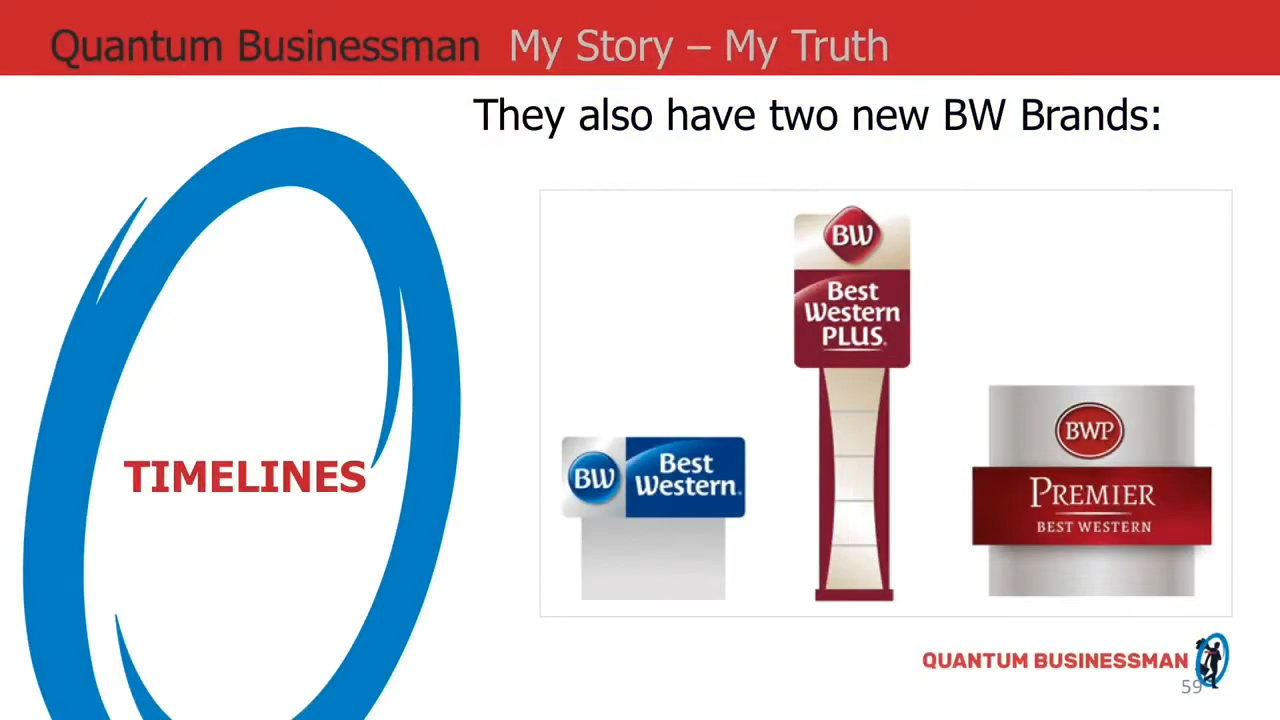 Quantum Businessman My Story – My Truth
They also have two new BW Brands:
TIMELINES
BW
Best
Western
PLUS®
BW
Best
Western®
BWP
PREMIER
BEST WESTERN
QUANTUM BUSINESSMAN
59